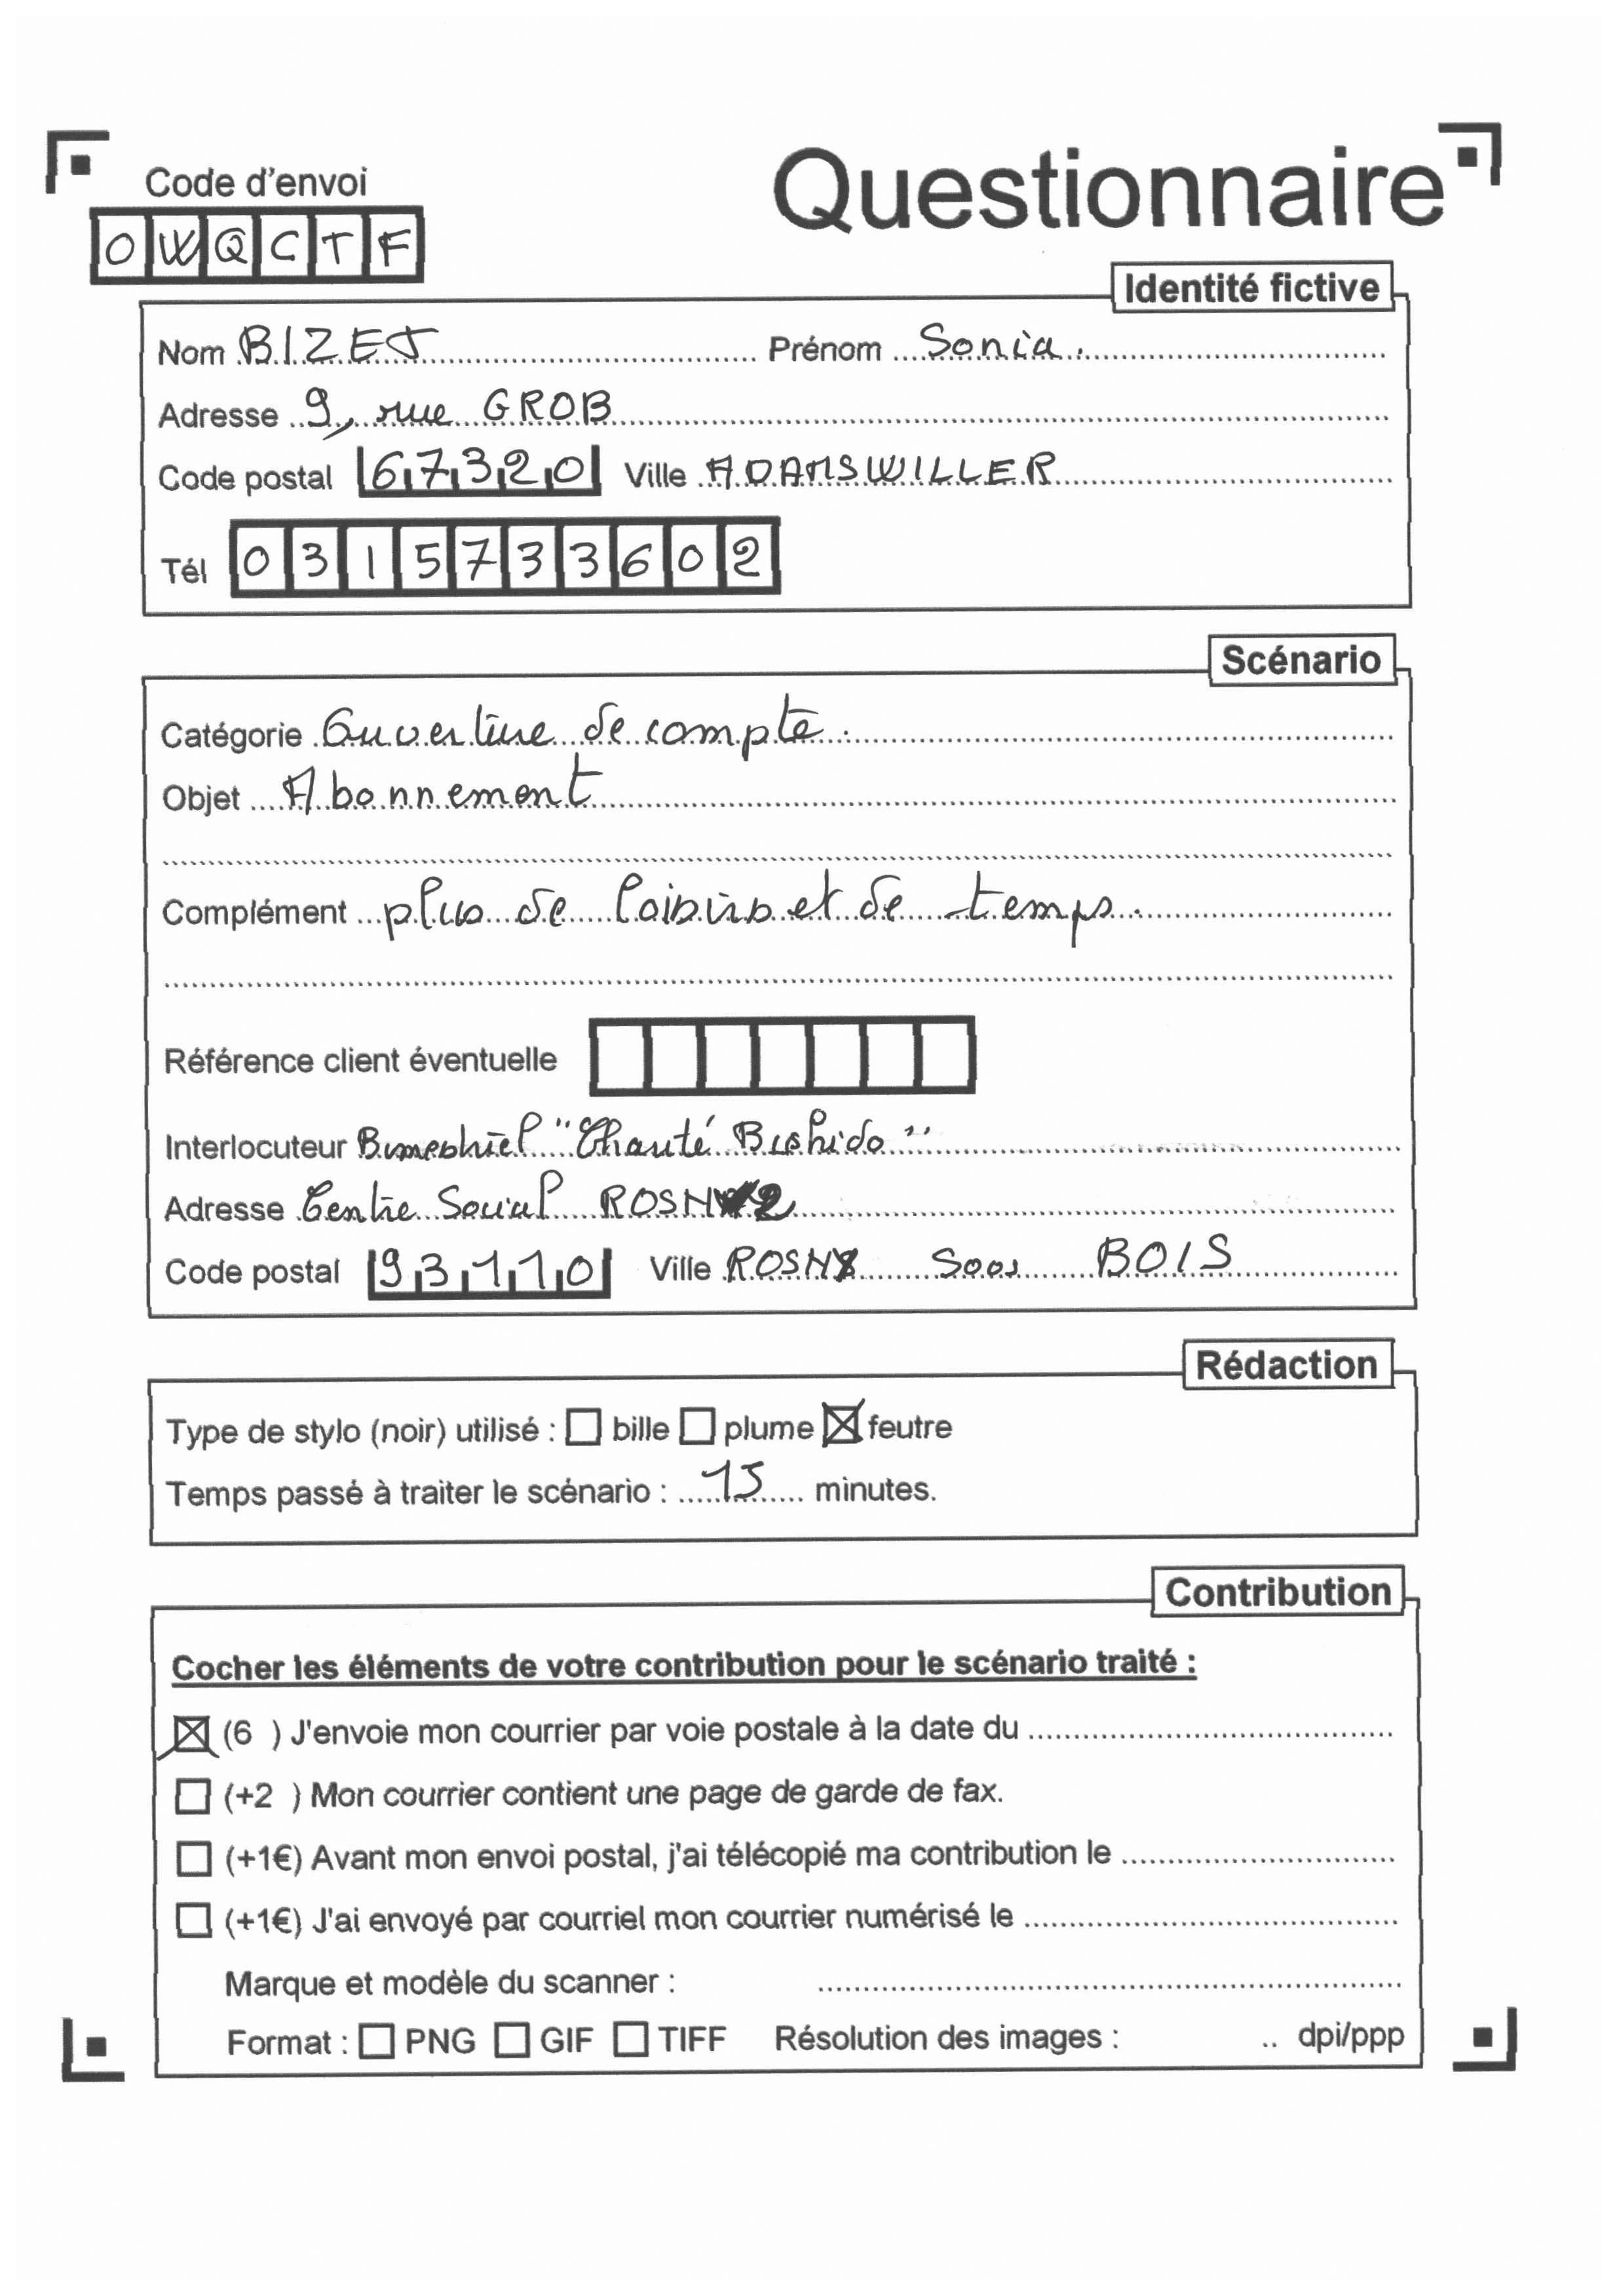 Questionnaire
Code d'envoi
OWQCTF
Identité fictive
Nom BIZET Prénom Sonia.
Adresse 9, rue GROB
Code postal 67320 Ville ADAMSWILLER
Tél 0315733602
Scénario
Catégorie Ouverture de compte.
Objet Abonnement
Complément plus de loisirs et de temps.
Référence client éventuelle
Interlocuteur Bimestriel " Bushido "
Adresse Centre Social ROSNY 2
Code postal 93110 Ville ROSNY Sous BOIS
Rédaction
Type de stylo (noir) utilisé : bille plume feutre
Temps passé à traiter le scénario : 15 minutes.
Contribution
Cocher les éléments de votre contribution pour le scénario traité :
(6 ) J'envoie mon courrier par voie postale à la date du
(+2 ) Mon courrier contient une page de garde de fax.
(+1€) Avant mon envoi postal, j'ai télécopié ma contribution le
(+1€) J'ai envoyé par courriel mon courrier numérisé le
Marque et modèle du scanner :
Format : PNG GIF TIFF Résolution des images : .. dpi/ppp